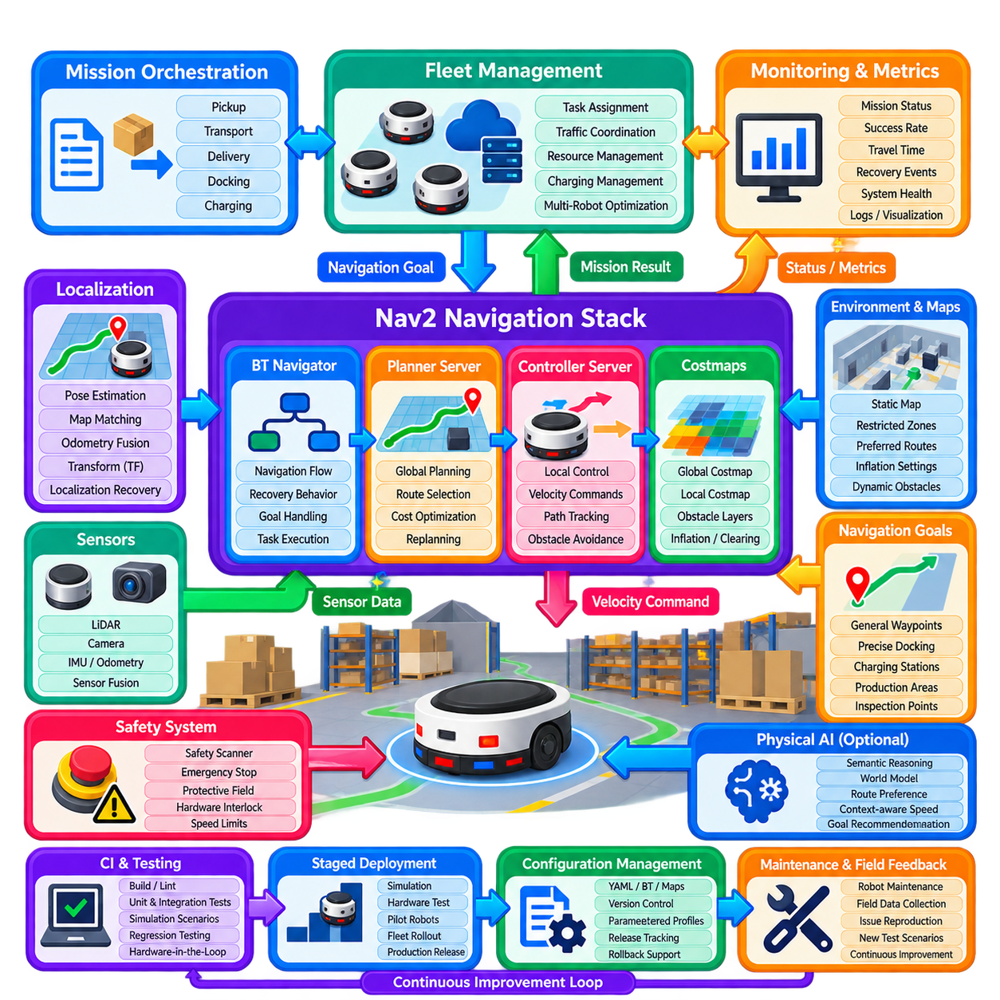 Mission Orchestration
Pickup
Transport
Delivery
Docking
Charging
Fleet Management
Task Assignment
Traffic Coordination
Resource Management
Charging Management
Multi-Robot Optimization
Monitoring & Metrics
Mission Status
Success Rate
Travel Time
Recovery Events
System Health
Logs / Visualization
Navigation Goal
Mission Result
Status / Metrics
Localization
Pose Estimation
Map Matching
Odometry Fusion
Transform (TF)
Localization Recovery
Nav2 Navigation Stack
BT Navigator
Navigation Flow
Recovery Behavior
Goal Handling
Task Execution
Planner Server
Global Planning
Route Selection
Cost Optimization
Replanning
Controller Server
Local Control
Velocity Commands
Path Tracking
Obstacle Avoidance
Costmaps
Global Costmap
Local Costmap
Obstacle Layers
Inflation / Clearing
Environment & Maps
Static Map
Restricted Zones
Preferred Routes
Inflation Settings
Dynamic Obstacles
Sensors
LiDAR
Camera
IMU / Odometry
Sensor Fusion
Sensor Data
Velocity Command
Navigation Goals
General Waypoints
Precise Docking
Charging Stations
Production Areas
Inspection Points
Safety System
Safety Scanner
Emergency Stop
Protective Field
Hardware Interlock
Speed Limits
Physical AI (Optional)
Semantic Reasoning
World Model
Route Preference
Context-aware Speed
Goal Recommendemaation
CI & Testing
Build / Lint
Unit & Integration Tests
Simulation Scenarios
Regression Testing
Hardware-in-the-Loop
Staged Deployment
Simulation
Hardware Test
Pilot Robots
Fleet Rollout
Production Release
Configuration Management
YAML / BT / Maps
Version Control
Parameetered Profiles
Release Tracking
Rollback Support
Maintenance & Field Feedback
Robot Maintenance
Field Data Collection
Issue Reproduction
New Test Scenarios
Continuous Improvement
Continuous Improvement Loop